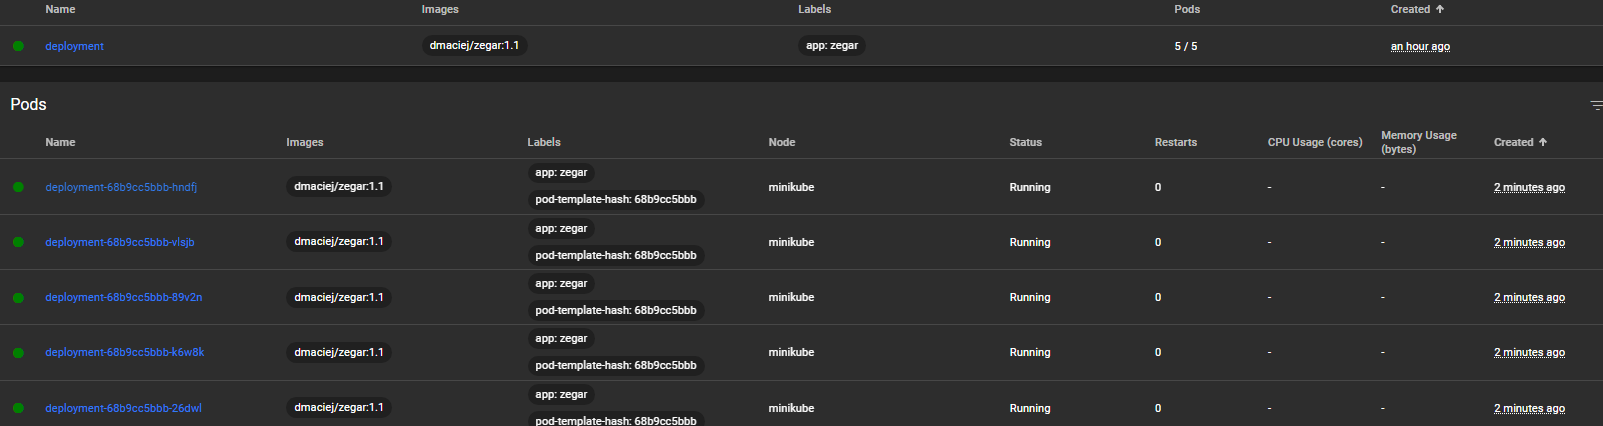 Name Images Labels Pods Created
deployment dmaciej/zegar:1.1 app: zegar 5 / 5 an hour ago
Pods
Name Images Labels Node Status Restarts CPU Usage (cores) Memory Usage (bytes) Created
deployment-68b9cc5bbb-hndfj dmaciej/zegar:1.1 app: zegar pod-template-hash: 68b9cc5bbb minikube Running 0 - - 2 minutes ago
deployment-68b9cc5bbb-vlsjb dmaciej/zegar:1.1 app: zegar pod-template-hash: 68b9cc5bbb minikube Running 0 - - 2 minutes ago
deployment-68b9cc5bbb-89v2n dmaciej/zegar:1.1 app: zegar pod-template-hash: 68b9cc5bbb minikube Running 0 - - 2 minutes ago
deployment-68b9cc5bbb-k6w8k dmaciej/zegar:1.1 app: zegar pod-template-hash: 68b9cc5bbb minikube Running 0 - - 2 minutes ago
deployment-68b9cc5bbb-26dwl dmaciej/zegar:1.1 app: zegar pod-template-hash: 68b9cc5bbb minikube Running 0 - - 2 minutes ago